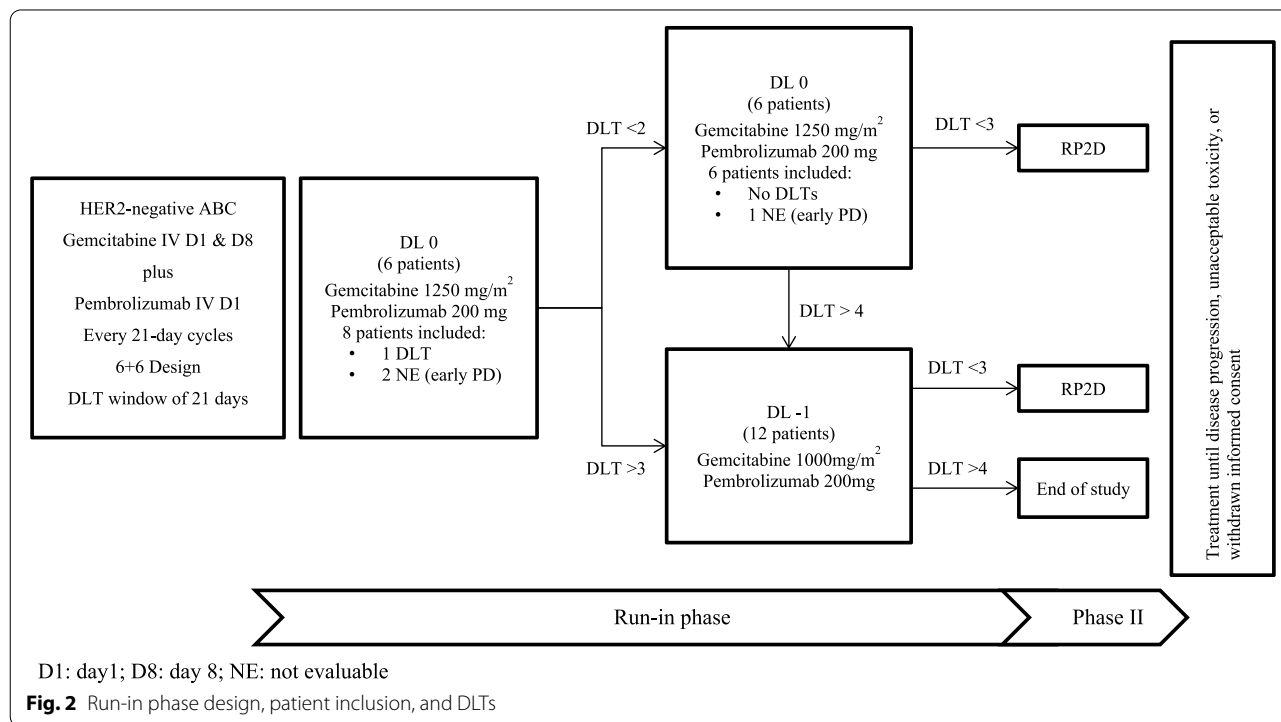 HER2-negative ABC
Gemcitabine IV D1 & D8
plus
Pembrolizumab IV D1
Every 21-day cycles
6+6 Design
DLT window of 21 days
DL 0
(6 patients)
Gemcitabine 1250 mg/m²
Pembrolizumab 200 mg
8 patients included:
• 1 DLT
• 2 NE (early PD)
DLT <2
DLT >3
DL 0
(6 patients)
Gemcitabine 1250 mg/m²
Pembrolizumab 200 mg
6 patients included:
• No DLTs
• 1 NE (early PD)
DLT <3
RP2D
DLT > 4
DL -1
(12 patients)
Gemcitabine 1000mg/m²
Pembrolizumab 200mg
DLT <3
RP2D
DLT >4
End of study
Treatment until disease progression, unacceptable toxicity, or
withdrawn informed consent
Run-in phase
Phase II
D1: day1; D8: day 8; NE: not evaluable
Fig. 2 Run-in phase design, patient inclusion, and DLTs